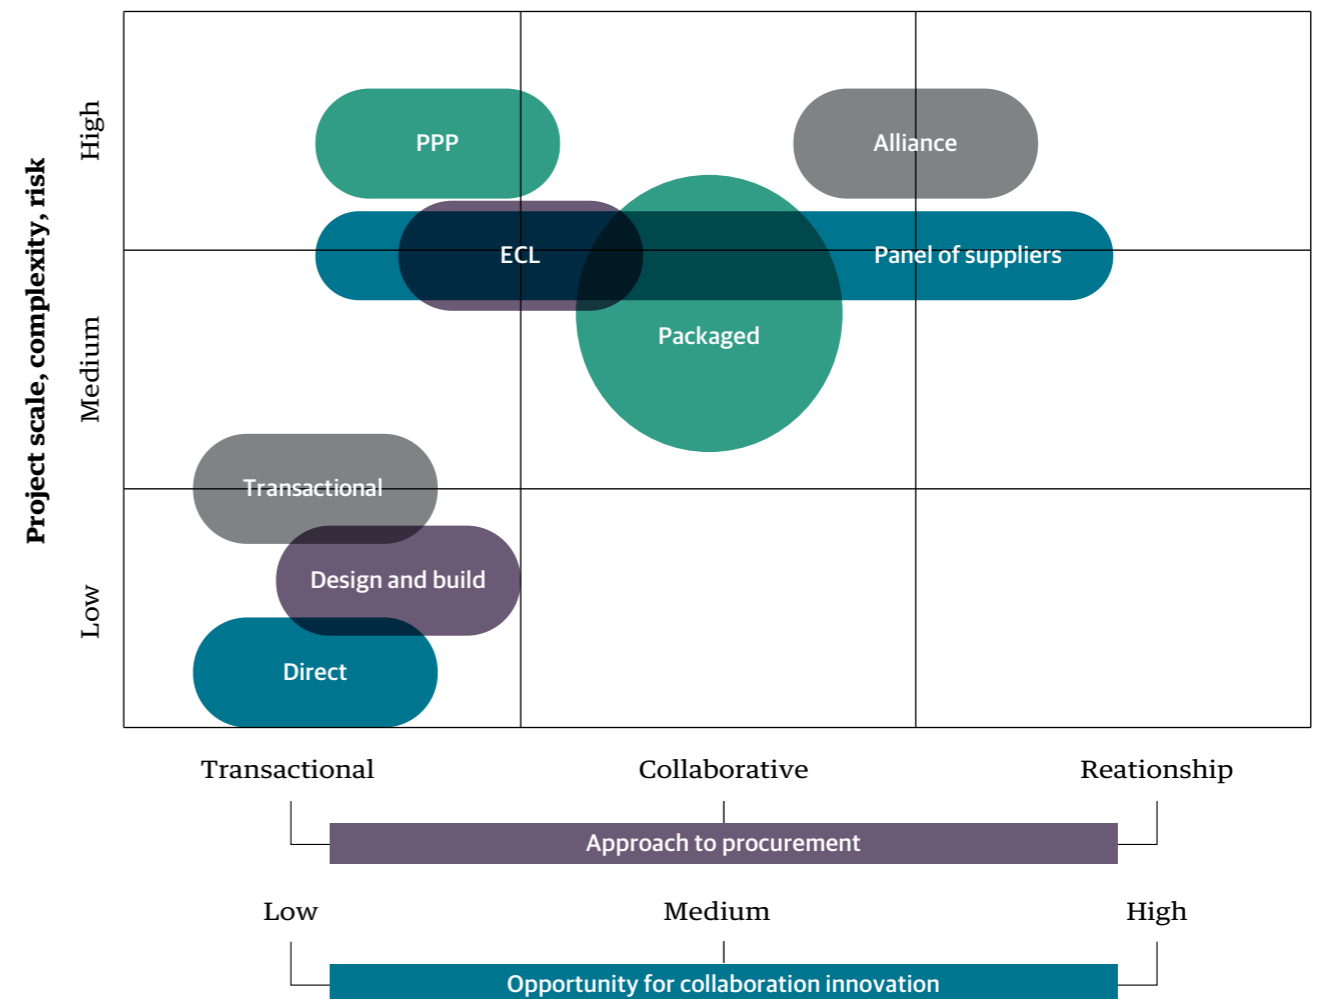 Project scale, complexity, risk
High
Medium
Low
PPP
Alliance
ECL
Panel of suppliers
Packaged
Transactional
Design and build
Direct
Transactional Collaborative Reationship
Approach to procurement
Low Medium High
Opportunity for collaboration innovation